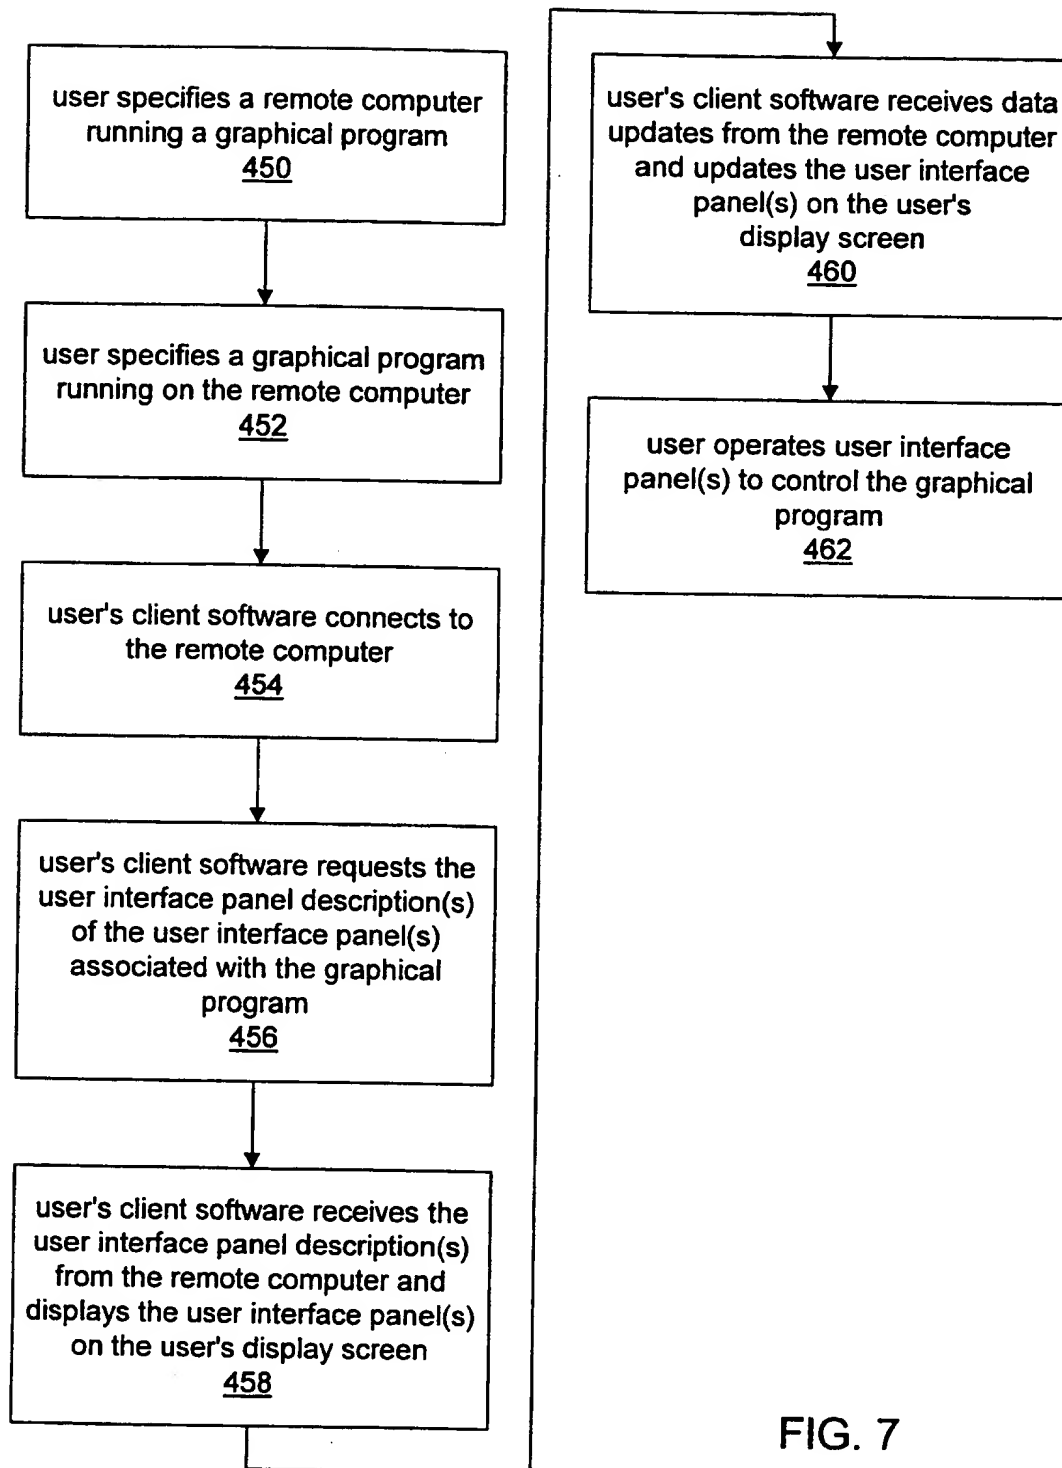 user specifies a remote computer
running a graphical program
450
user specifies a graphical program
running on the remote computer
452
user's client software connects to
the remote computer
454
user's client software requests the
user interface panel description(s)
of the user interface panel(s)
associated with the graphical
program
456
user's client software receives the
user interface panel description(s)
from the remote computer and
displays the user interface panel(s)
on the user's display screen
458
user's client software receives data
updates from the remote computer
and updates the user interface
panel(s) on the user's
display screen
460
user operates user interface
panel(s) to control the graphical
program
462
FIG. 7